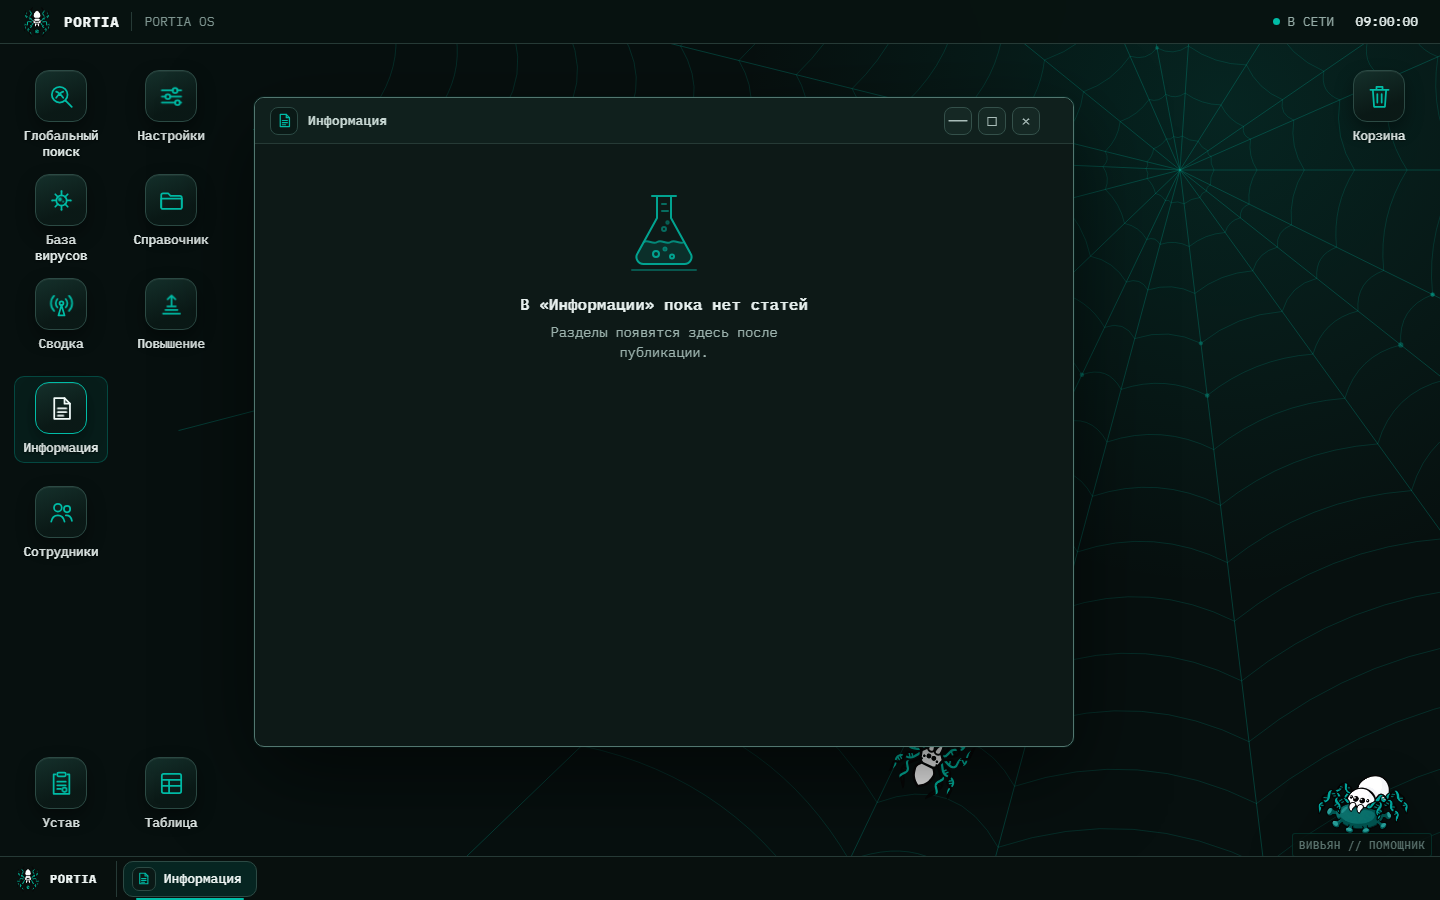 PORTIA
PORTIA OS
В СЕТИ
09:00:00
Глобальный
поиск
Настройки
База
вирусов
Справочник
Сводка
Повышение
Информация
Сотрудники
Устав
Таблица
Информация
В «Информации» пока нет статей
Разделы появятся здесь после
публикации.
Корзина
ВИВЬЯН // ПОМОЩНИК
PORTIA
Информация